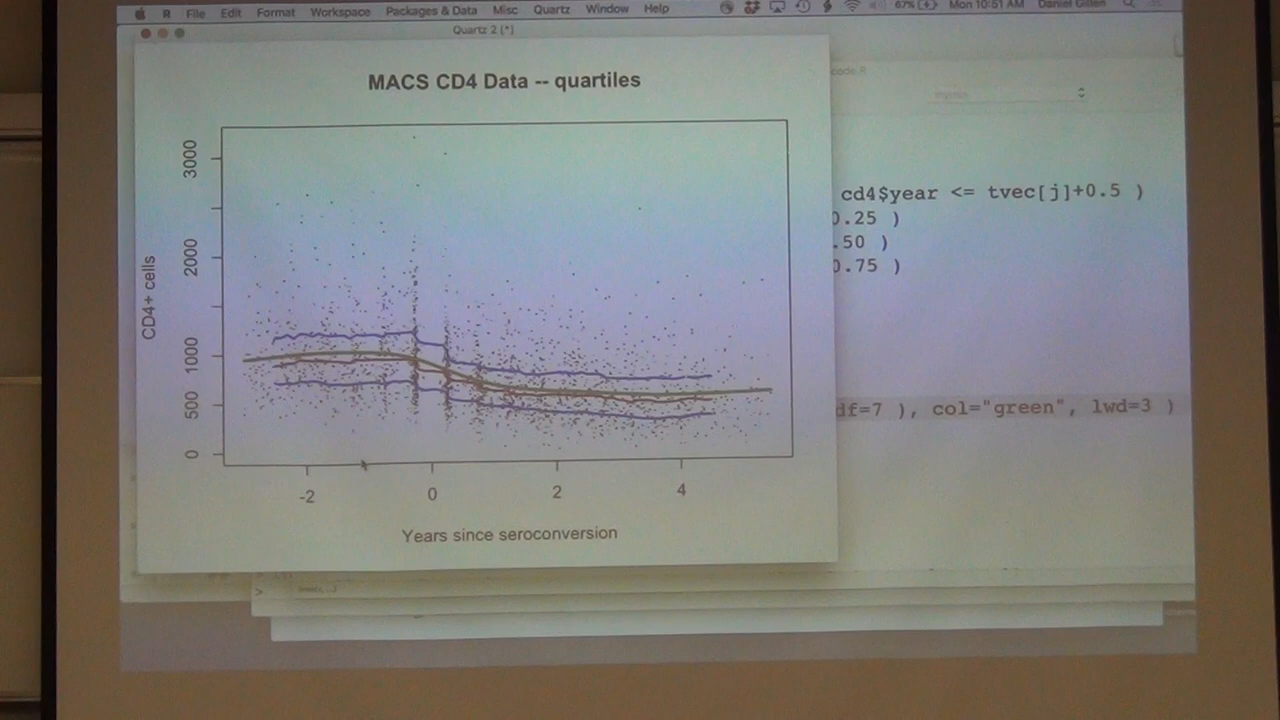 R File Edit Format Workspace Packages & Data Misc Quartz Window Help 67% Mon 10:51 AM Daniel Gillen
Quartz 2 [*]
MACS CD4 Data -- quartiles
CD4+ cells
3000
2000
1000
500
0
-2 0 2 4
Years since seroconversion
code.R
cd4$year <= tvec[j]+0.5 )
0.25 )
.50 )
0.75 )
df=7 ), col="green", lwd=3 )
>